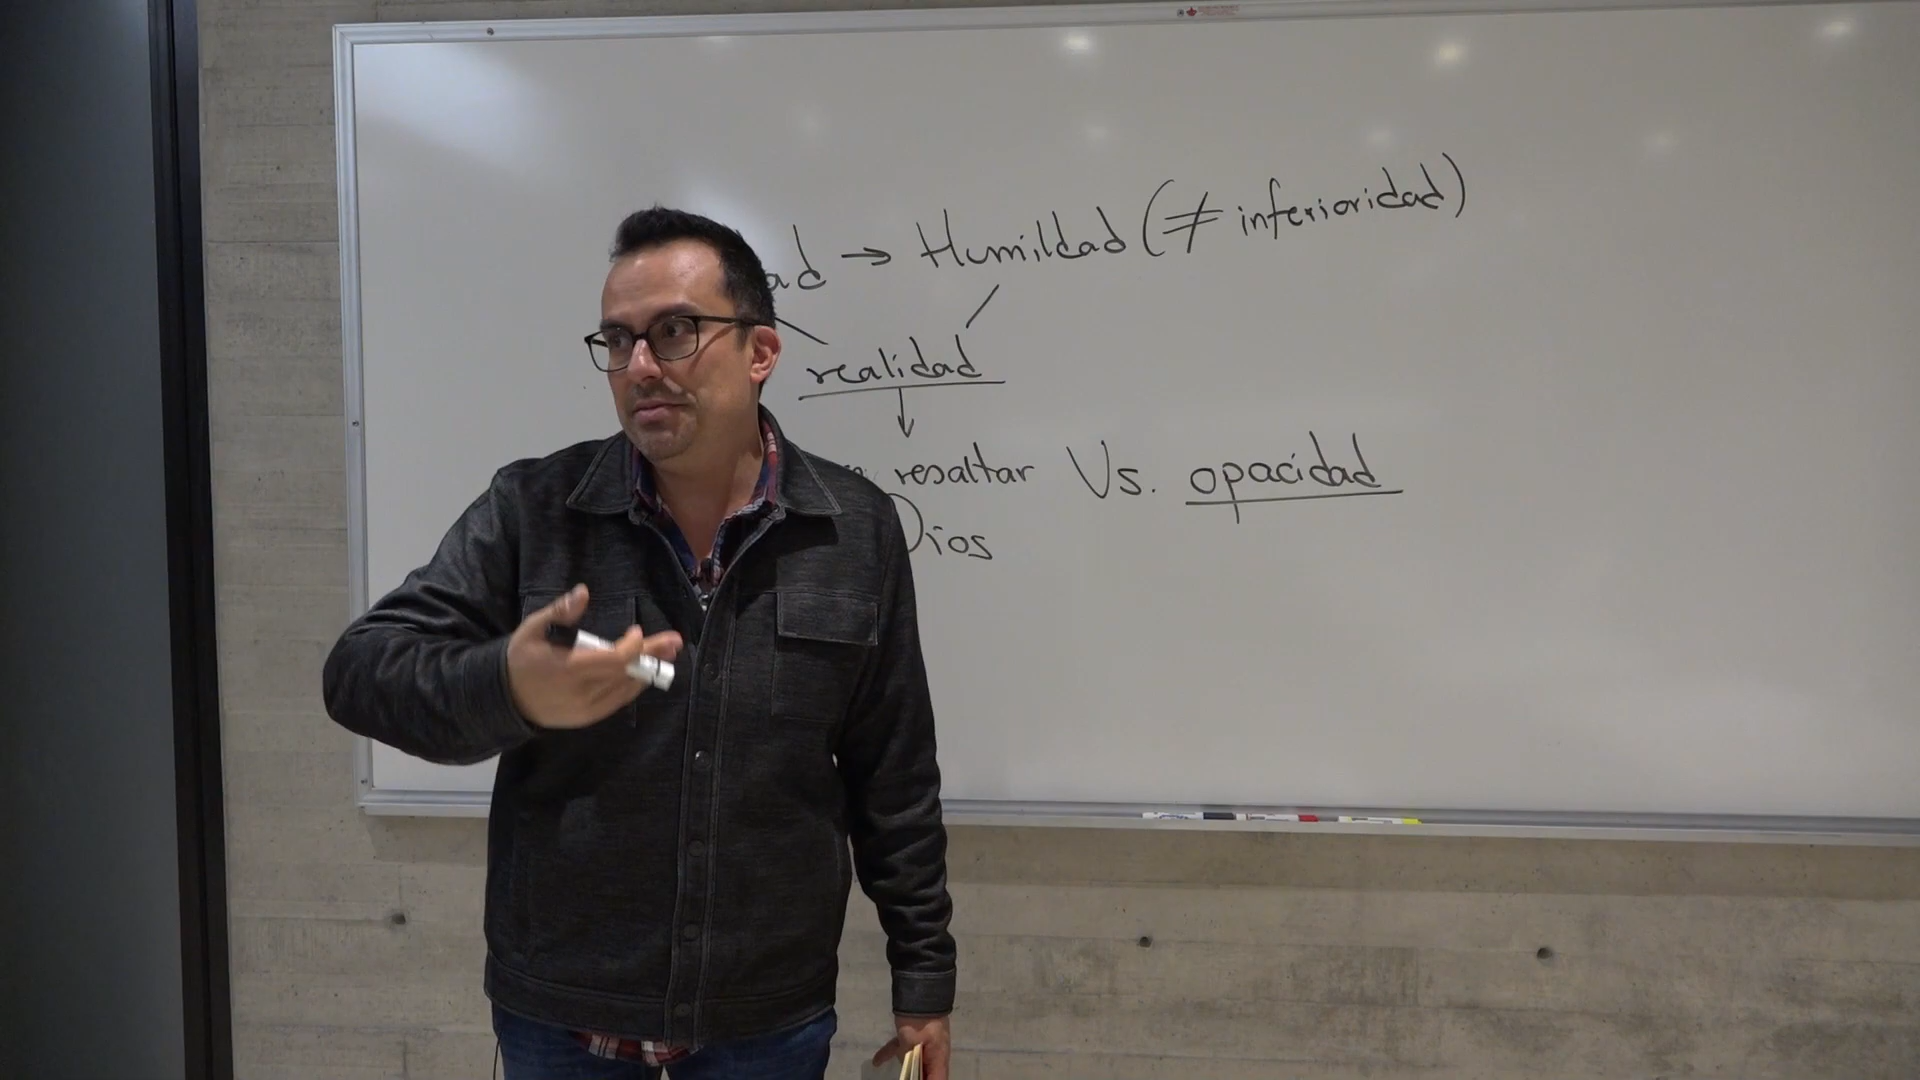 ad → Humildad (≠ inferioridad)
realidad
resaltar Vs. opacidad
Dios